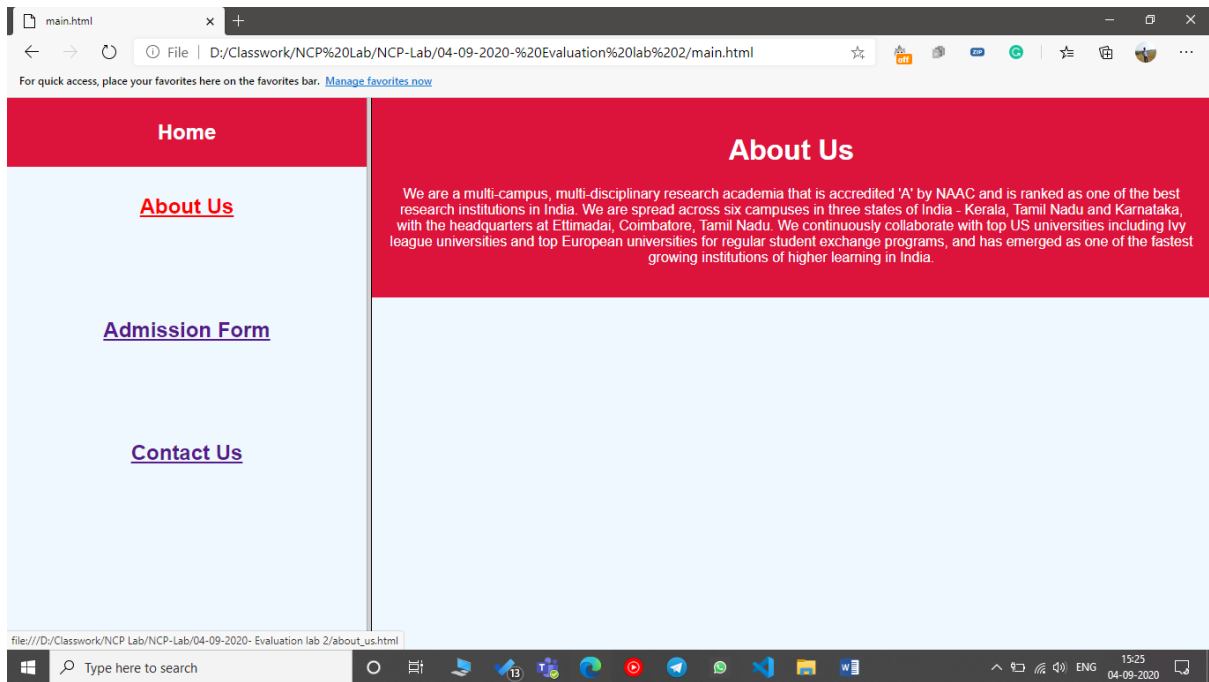 main.html
File | D:/Classwork/NCP%20Lab/NCP-Lab/04-09-2020-%20Evaluation%20lab%202/main.html
off
ZIP
G
For quick access, place your favorites here on the favorites bar. Manage favorites now
Home
About Us
Admission Form
Contact Us
About Us
We are a multi-campus, multi-disciplinary research academia that is accredited 'A' by NAAC and is ranked as one of the best
research institutions in India. We are spread across six campuses in three states of India - Kerala, Tamil Nadu and Karnataka,
with the headquarters at Ettimadai, Coimbatore, Tamil Nadu. We continuously collaborate with top US universities including Ivy
league universities and top European universities for regular student exchange programs, and has emerged as one of the fastest
growing institutions of higher learning in India.
file:///D:/Classwork/NCP Lab/NCP-Lab/04-09-2020- Evaluation lab 2/about_us.html
Type here to search
13
ENG
15:25
04-09-2020